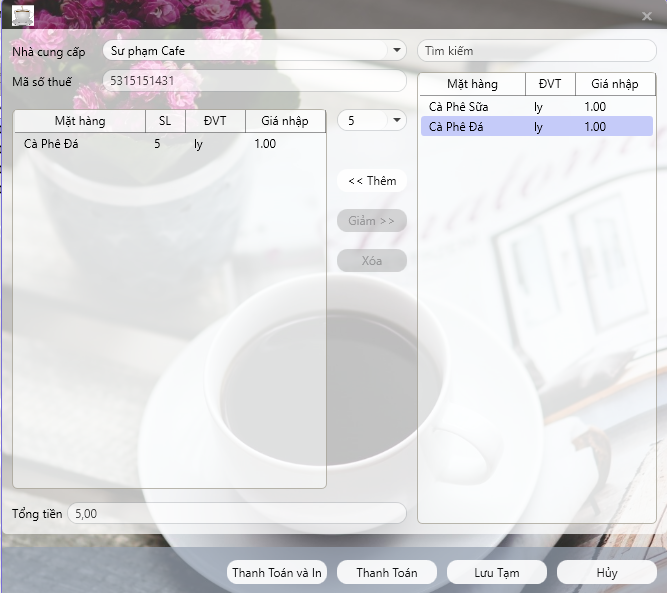 Nhà cung cấp Sư phạm Cafe Tìm kiếm
Mã số thuế 5315151431
Mặt hàng ĐVT Giá nhập
Cà Phê Sữa ly 1.00
Cà Phê Đá ly 1.00
Mặt hàng SL ĐVT Giá nhập
Cà Phê Đá 5 ly 1.00
5
<< Thêm
Giảm >>
Xóa
Tổng tiền 5,00
Thanh Toán và In Thanh Toán Lưu Tạm Hủy